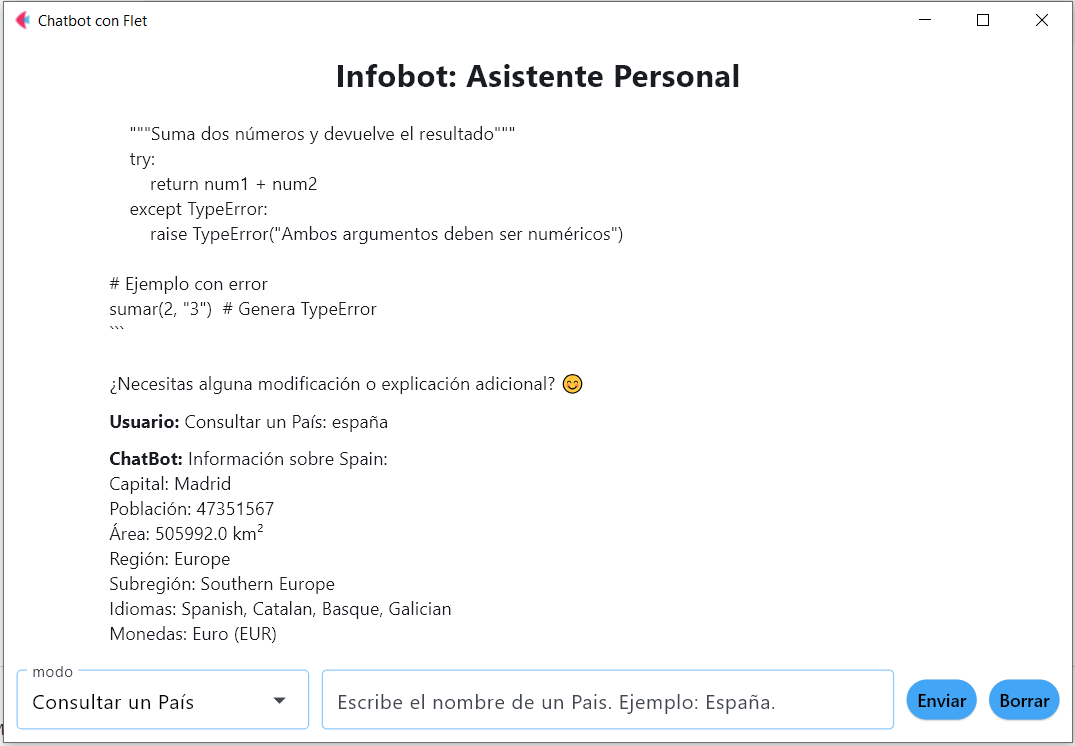 Chatbot con Flet
Infobot: Asistente Personal
"""Suma dos números y devuelve el resultado"""
try:
return num1 + num2
except TypeError:
raise TypeError("Ambos argumentos deben ser numéricos")
# Ejemplo con error
sumar(2, "3")  # Genera TypeError
```
¿Necesitas alguna modificación o explicación adicional? 😊
Usuario: Consultar un País: españa
ChatBot: Información sobre Spain:
Capital: Madrid
Población: 47351567
Área: 505992.0 km²
Región: Europe
Subregión: Southern Europe
Idiomas: Spanish, Catalan, Basque, Galician
Monedas: Euro (EUR)
modo
Consultar un País
Escribe el nombre de un Pais. Ejemplo: España.
Enviar
Borrar